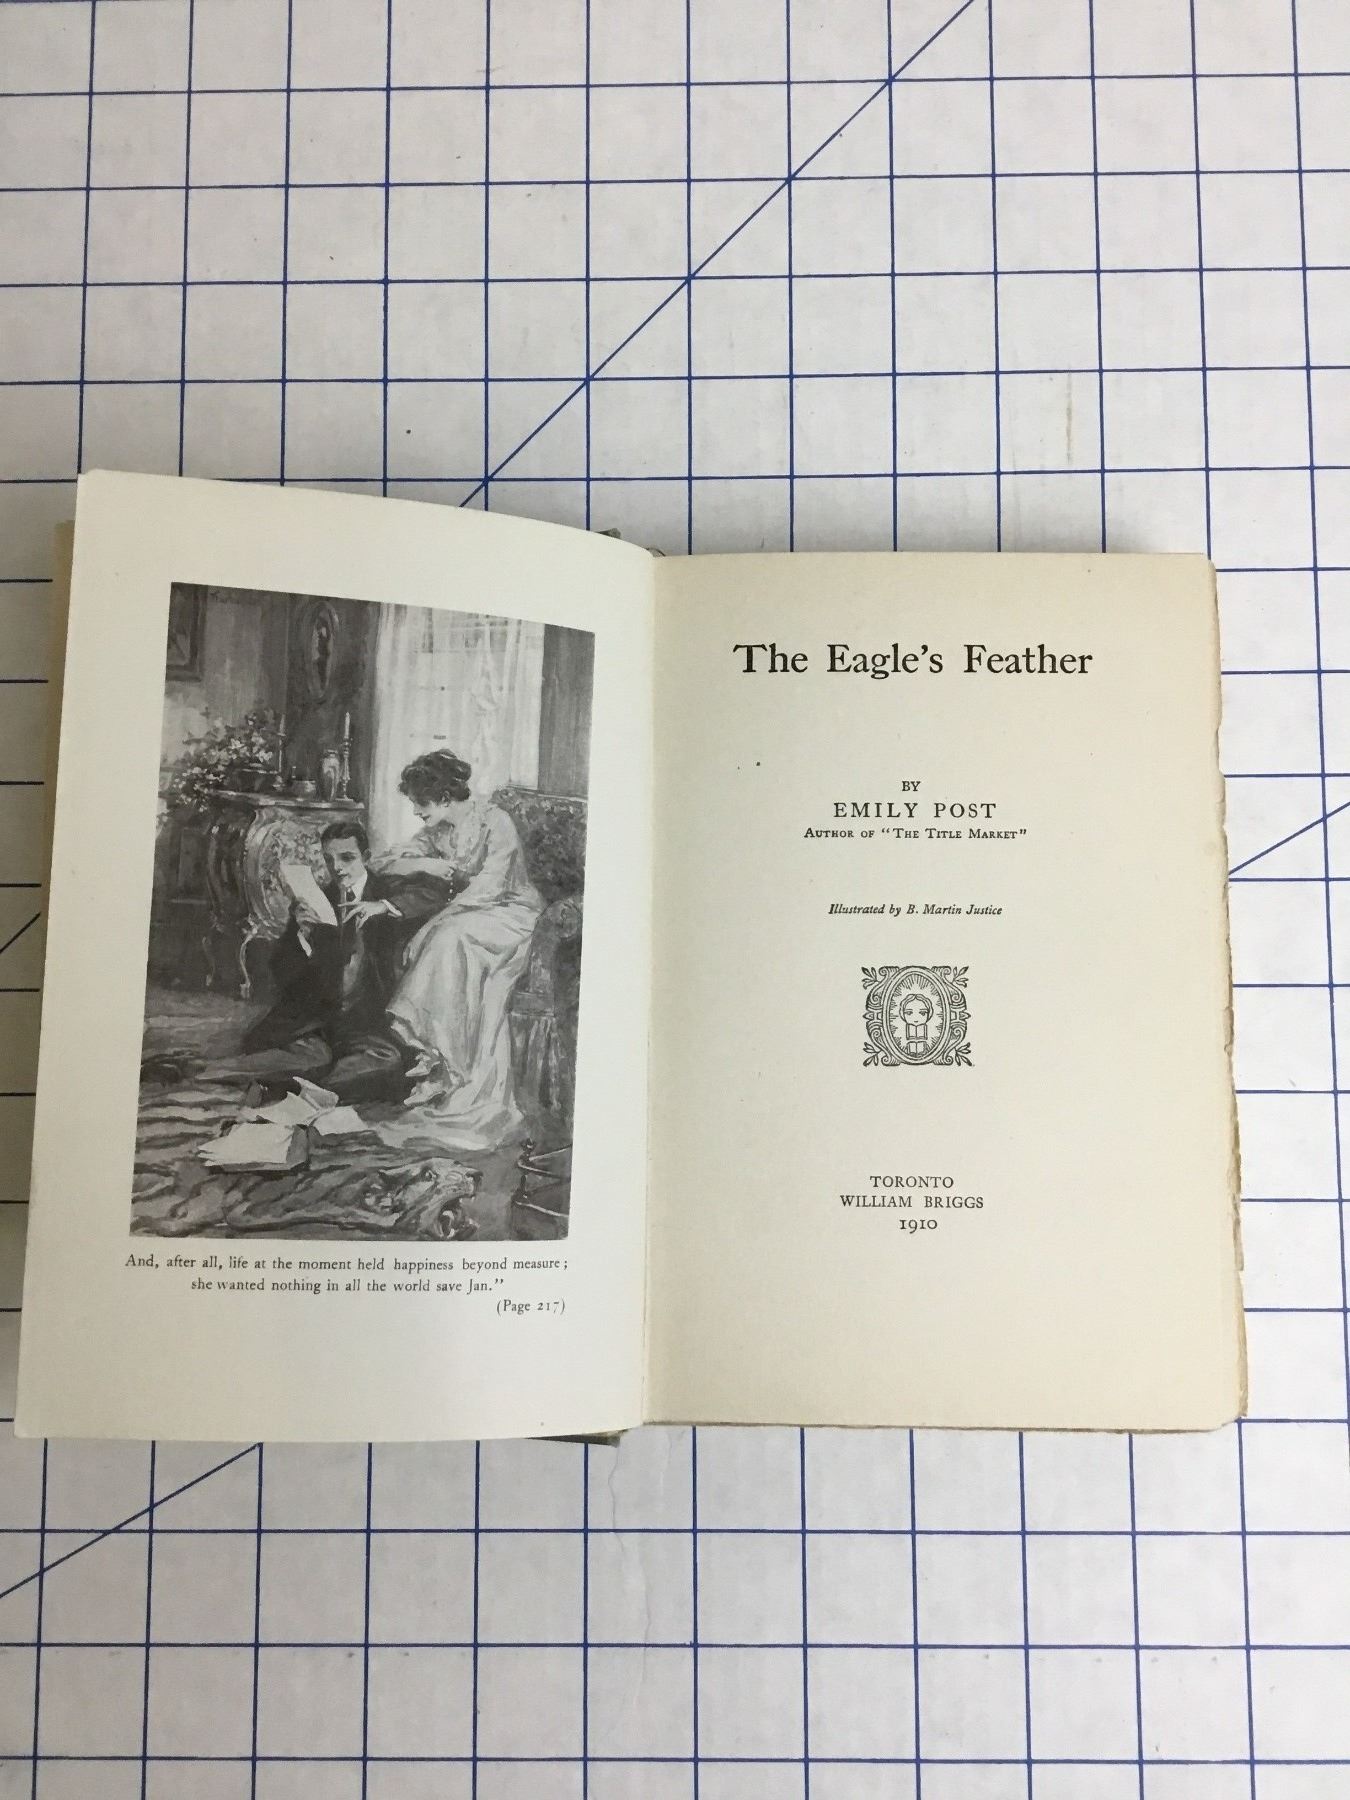 And, after all, life at the moment held happiness beyond measure;
she wanted nothing in all the world save Jan."
(Page 217)
The Eagle's Feather
BY
EMILY POST
AUTHOR OF "THE TITLE MARKET"
Illustrated by B. Martin Justice
TORONTO
WILLIAM BRIGGS
1910